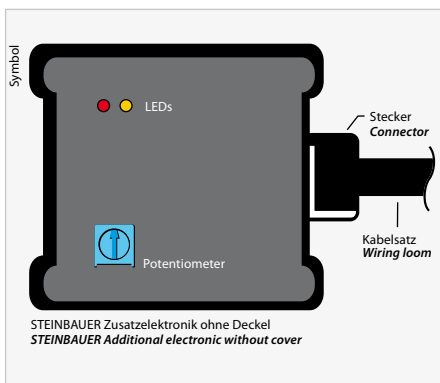 Symbol
LEDs
Stecker
Connector
Kabelsatz
Wiring loom
Potentiometer
STEINBAUER Zusatzelektronik ohne Deckel
STEINBAUER Additional electronic without cover